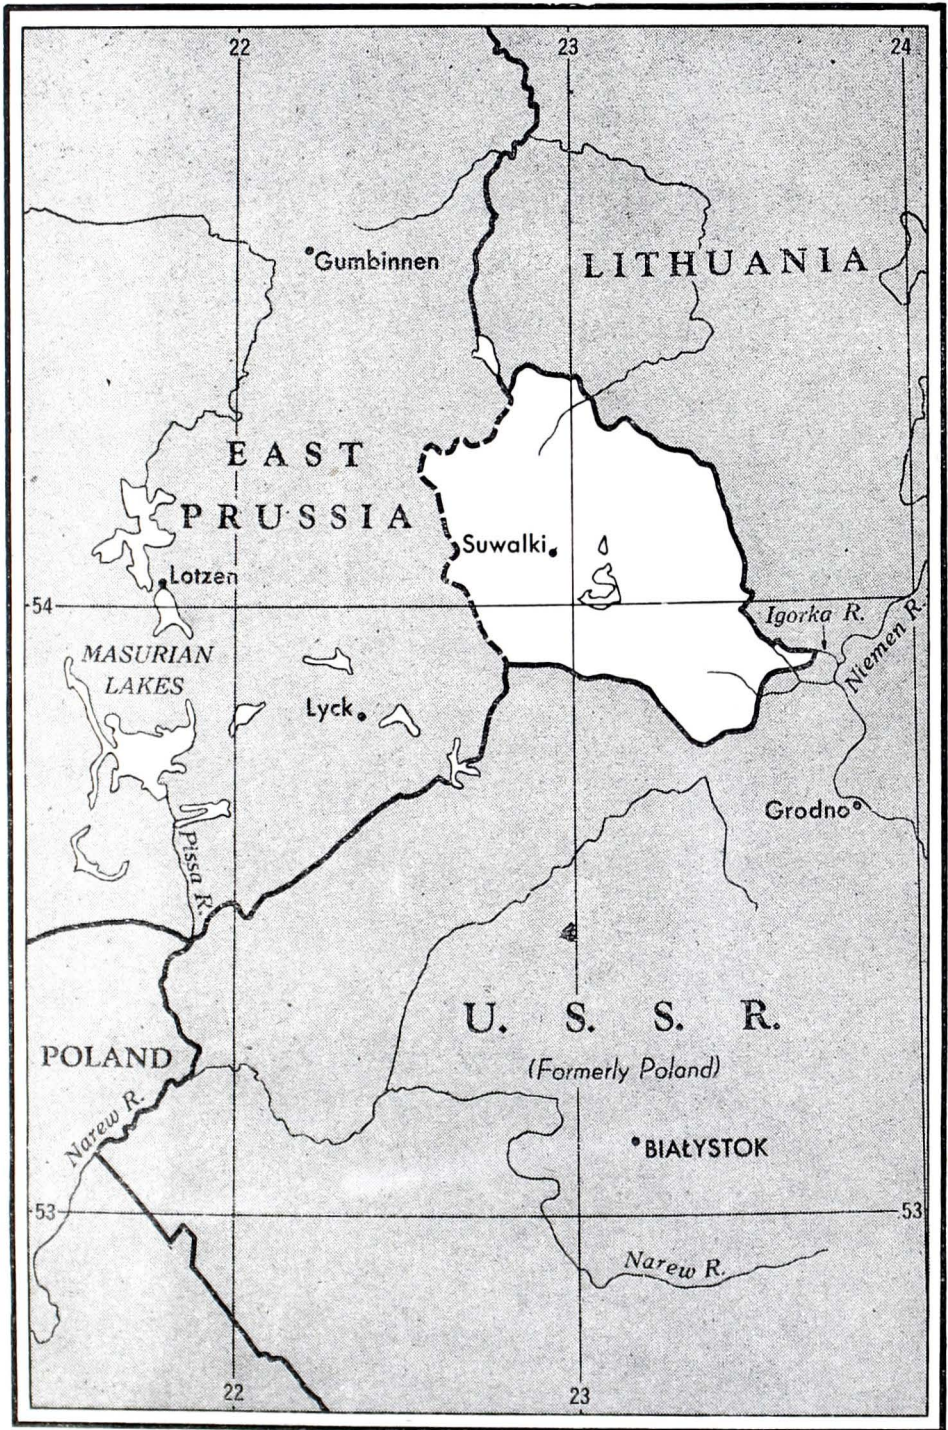 22
23
24
Gumbinnen
LITHUANIA
EAST
PRUSSIA
Suwalki
Lotzen
54
Igorka R.
Niemen R.
MASURIAN
LAKES
Lyck
Grodno
Pissa R.
U. S. S. R.
(Formerly Poland)
POLAND
Narew R.
BIAŁYSTOK
53
53
Narew R.
22
23